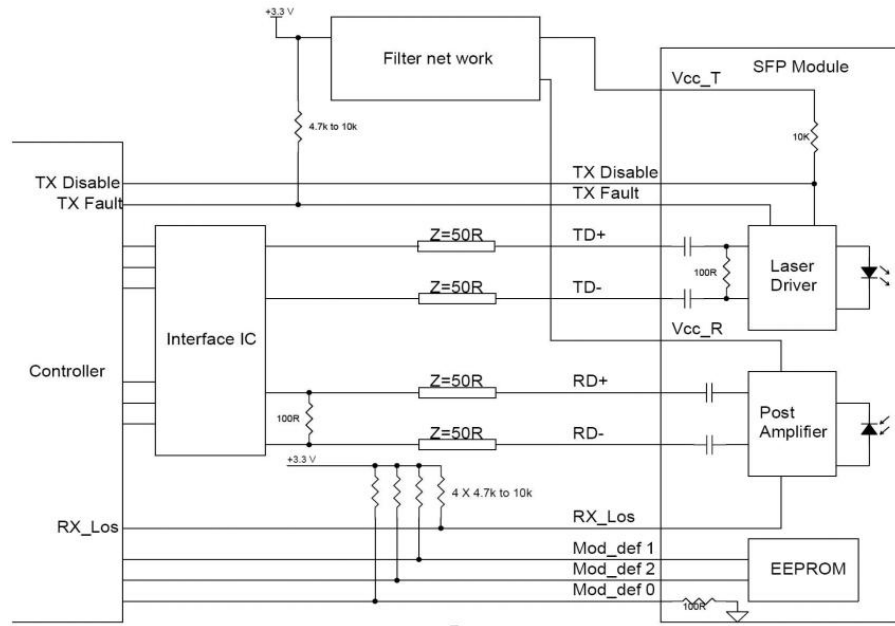 +3.3 V
Filter net work
SFP Module
Vcc_T
4.7k to 10k
10K
TX Disable
TX Disable
TX Fault
TX Fault
Z=50R
TD+
100R
Laser
Driver
Z=50R
TD-
Interface IC
Vcc_R
Controller
Z=50R
RD+
100R
Post
Amplifier
Z=50R
RD-
+3.3 V
4 X 4.7k to 10k
RX_Los
RX_Los
Mod_def 1
Mod_def 2
EEPROM
Mod_def 0
100R